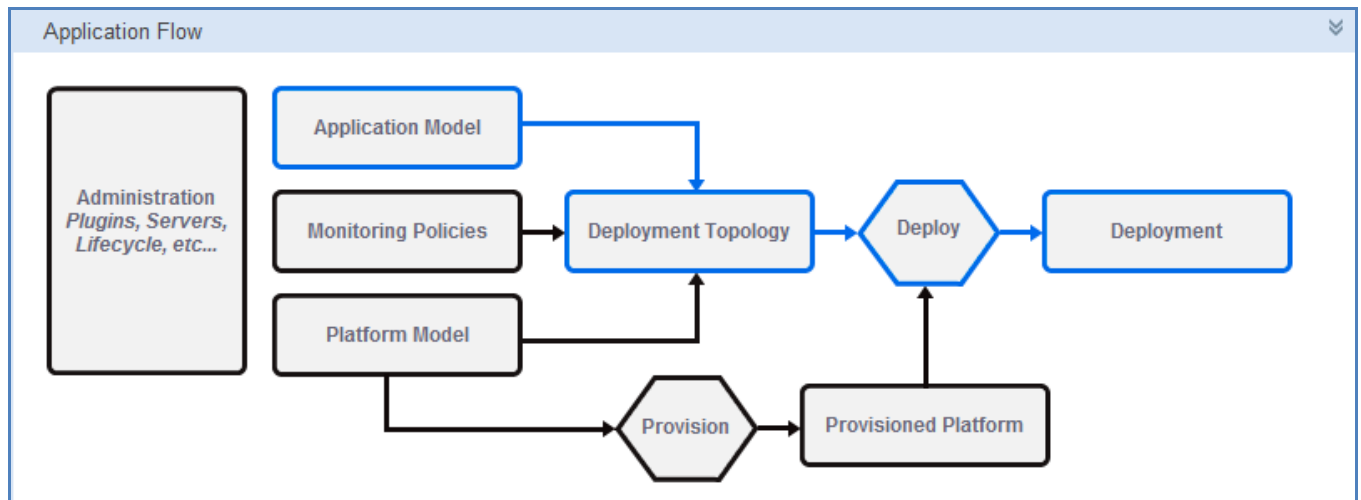 Application Flow
Administration
Plugins, Servers,
Lifecycle, etc...
Application Model
Monitoring Policies
Platform Model
Deployment Topology
Deploy
Deployment
Provision
Provisioned Platform